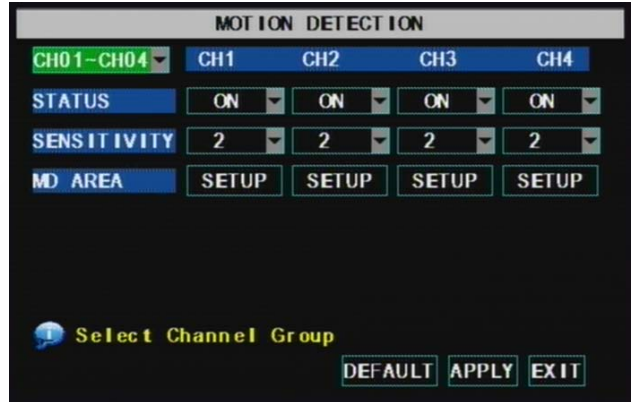 MOTION DETECTION
CH01~CH04 CH1 CH2 CH3 CH4
STATUS ON ON ON ON
SENSITIVITY 2 2 2 2
MD AREA SETUP SETUP SETUP SETUP
Select Channel Group
DEFAULT APPLY EXIT